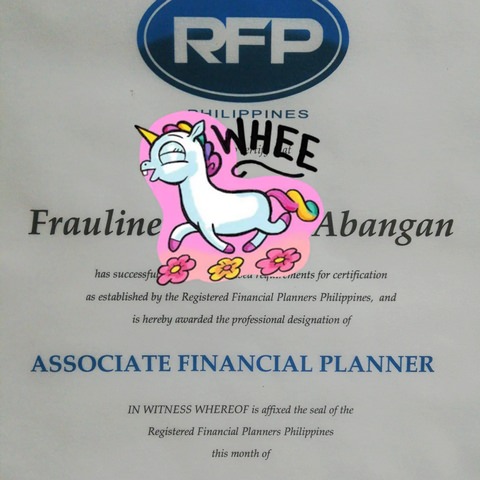 RFP
PHILIPPINES
WHEE
Frauline Abangan
has successful requirements for certification
as established by the Registered Financial Planners Philippines, and
is hereby awarded the professional designation of
ASSOCIATE FINANCIAL PLANNER
IN WITNESS WHEREOF is affixed the seal of the
Registered Financial Planners Philippines
this month of